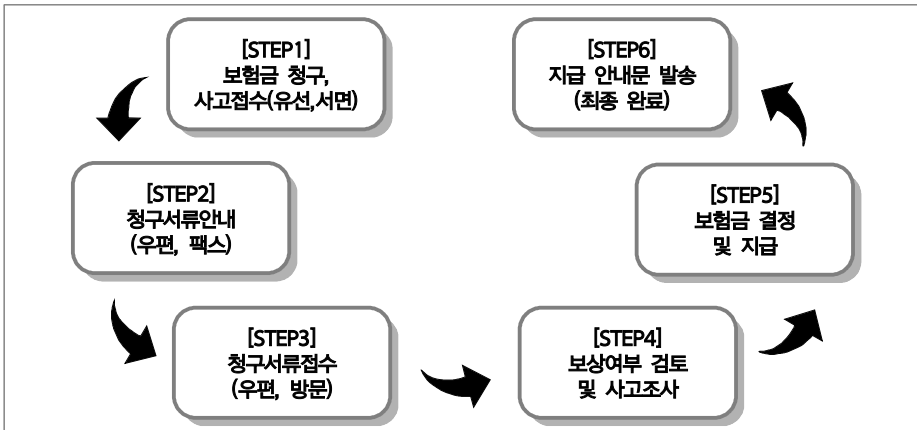 [STEP1]
보험금 청구,
사고접수(유선,서면)
[STEP2]
청구서류안내
(우편, 팩스)
[STEP3]
청구서류접수
(우편, 방문)
[STEP4]
보상여부 검토
및 사고조사
[STEP5]
보험금 결정
및 지급
[STEP6]
지급 안내문 발송
(최종 완료)